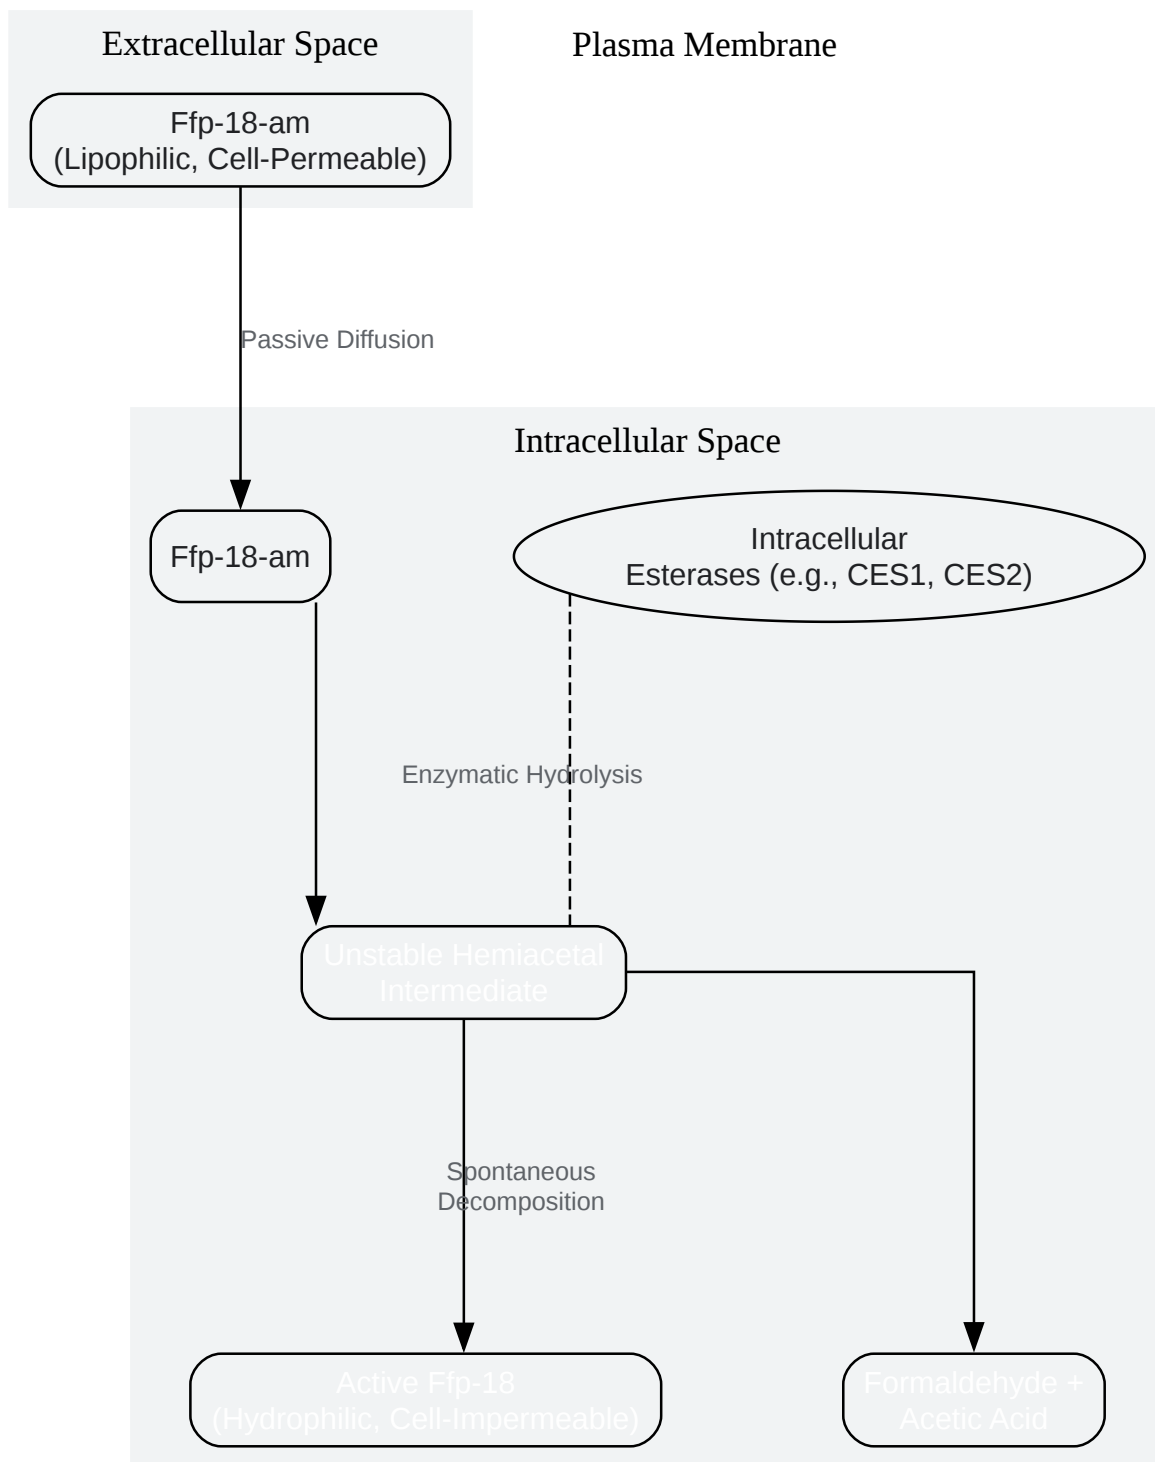 Extracellular Space
Plasma Membrane
Ffp-18-am
(Lipophilic, Cell-Permeable)
Passive Diffusion
Intracellular Space
Ffp-18-am
Intracellular
Esterases (e.g., CES1, CES2)
Enzymatic Hydrolysis
Unstable Hemiacetal
Intermediate
Spontaneous
Decomposition
Active Ffp-18
(Hydrophilic, Cell-Impermeable)
Formaldehyde +
Acetic Acid